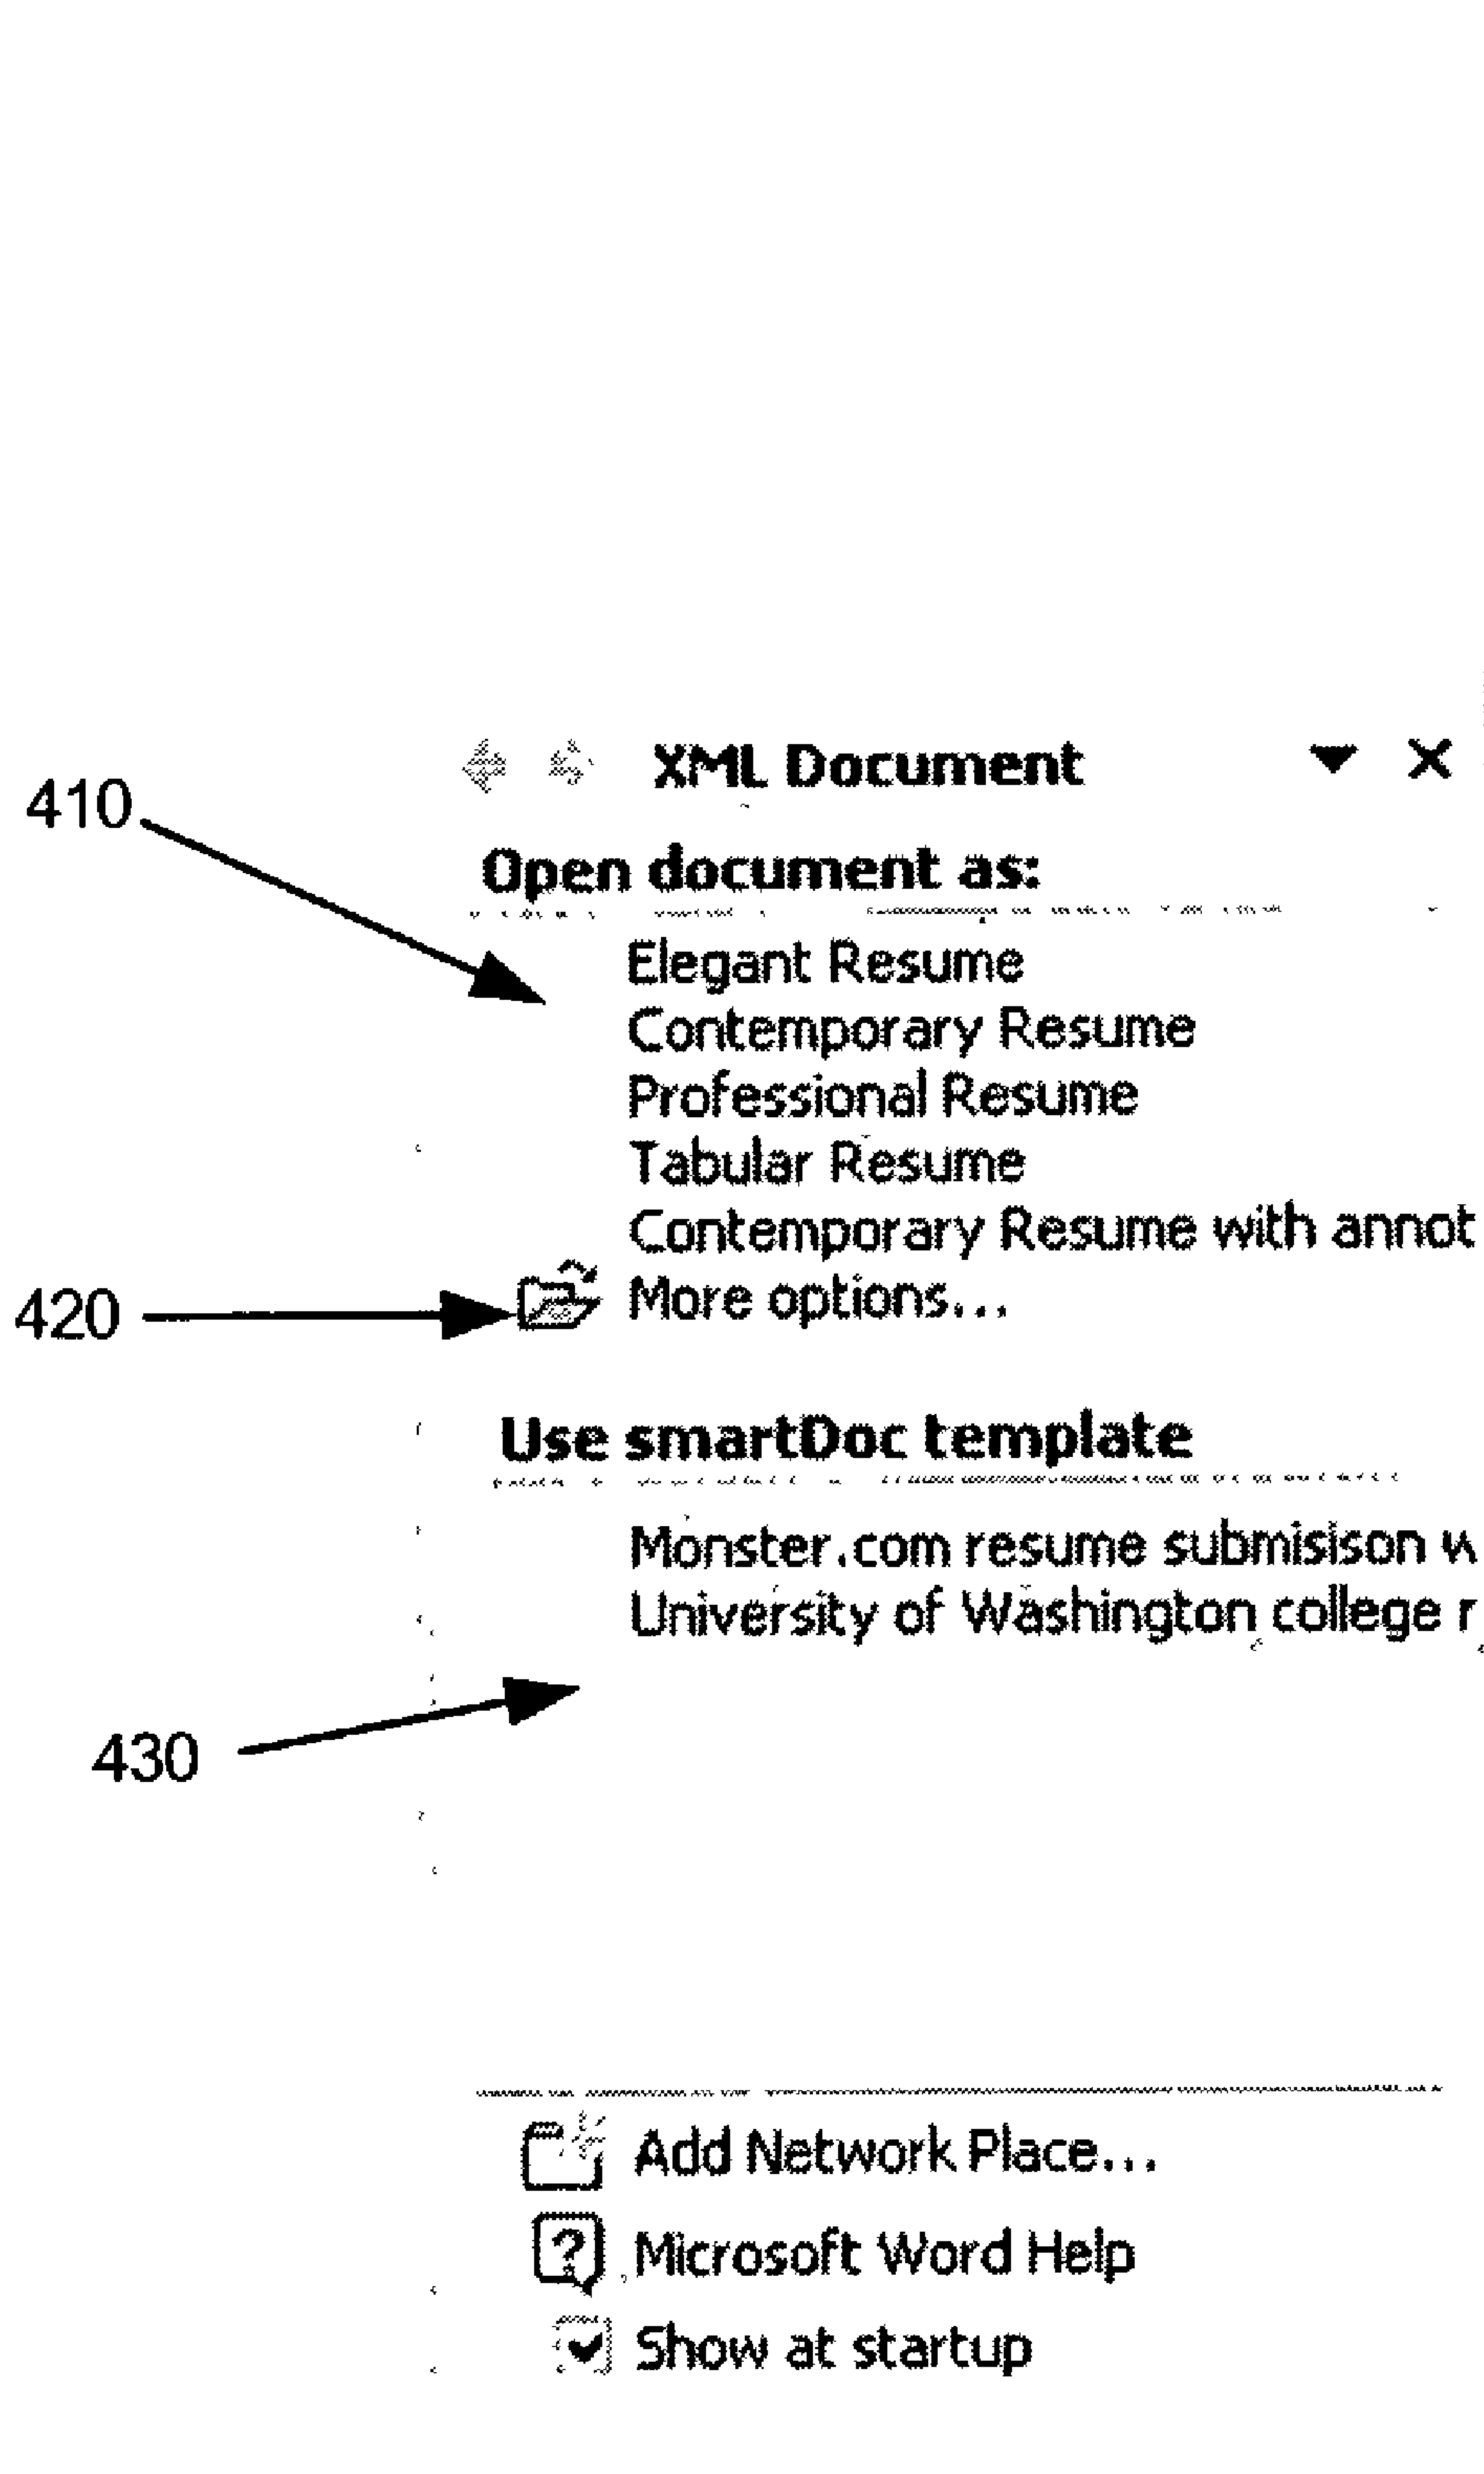 XML Document
410
Open document as:
Elegant Resume
Contemporary Resume
Professional Resume
Tabular Resume
Contemporary Resume with annot
420
More options...
Use smartDoc template
Monster.com resume submisison
University of Washington college r
430
Add Network Place...
Microsoft Word Help
Show at startup